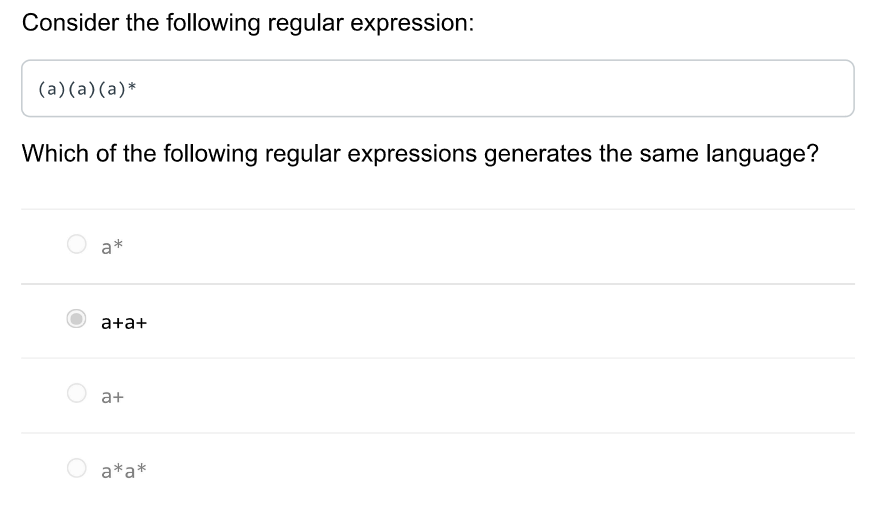 Consider the following regular expression:
(a)(a)(a)*
Which of the following regular expressions generates the same language?
a*
a+a+
a+
a*a*